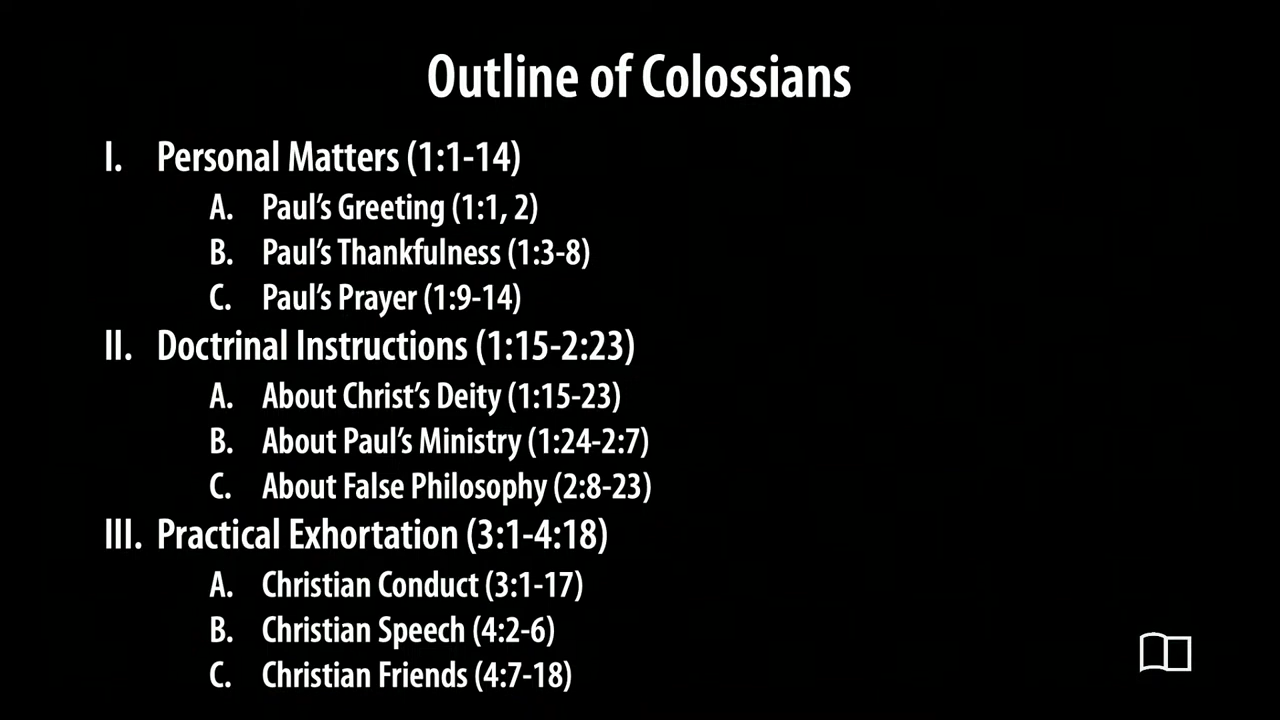 Outline of Colossians
I. Personal Matters (1:1-14)
A. Paul’s Greeting (1:1, 2)
B. Paul’s Thankfulness (1:3-8)
C. Paul’s Prayer (1:9-14)
II. Doctrinal Instructions (1:15-2:23)
A. About Christ’s Deity (1:15-23)
B. About Paul’s Ministry (1:24-2:7)
C. About False Philosophy (2:8-23)
III. Practical Exhortation (3:1-4:18)
A. Christian Conduct (3:1-17)
B. Christian Speech (4:2-6)
C. Christian Friends (4:7-18)